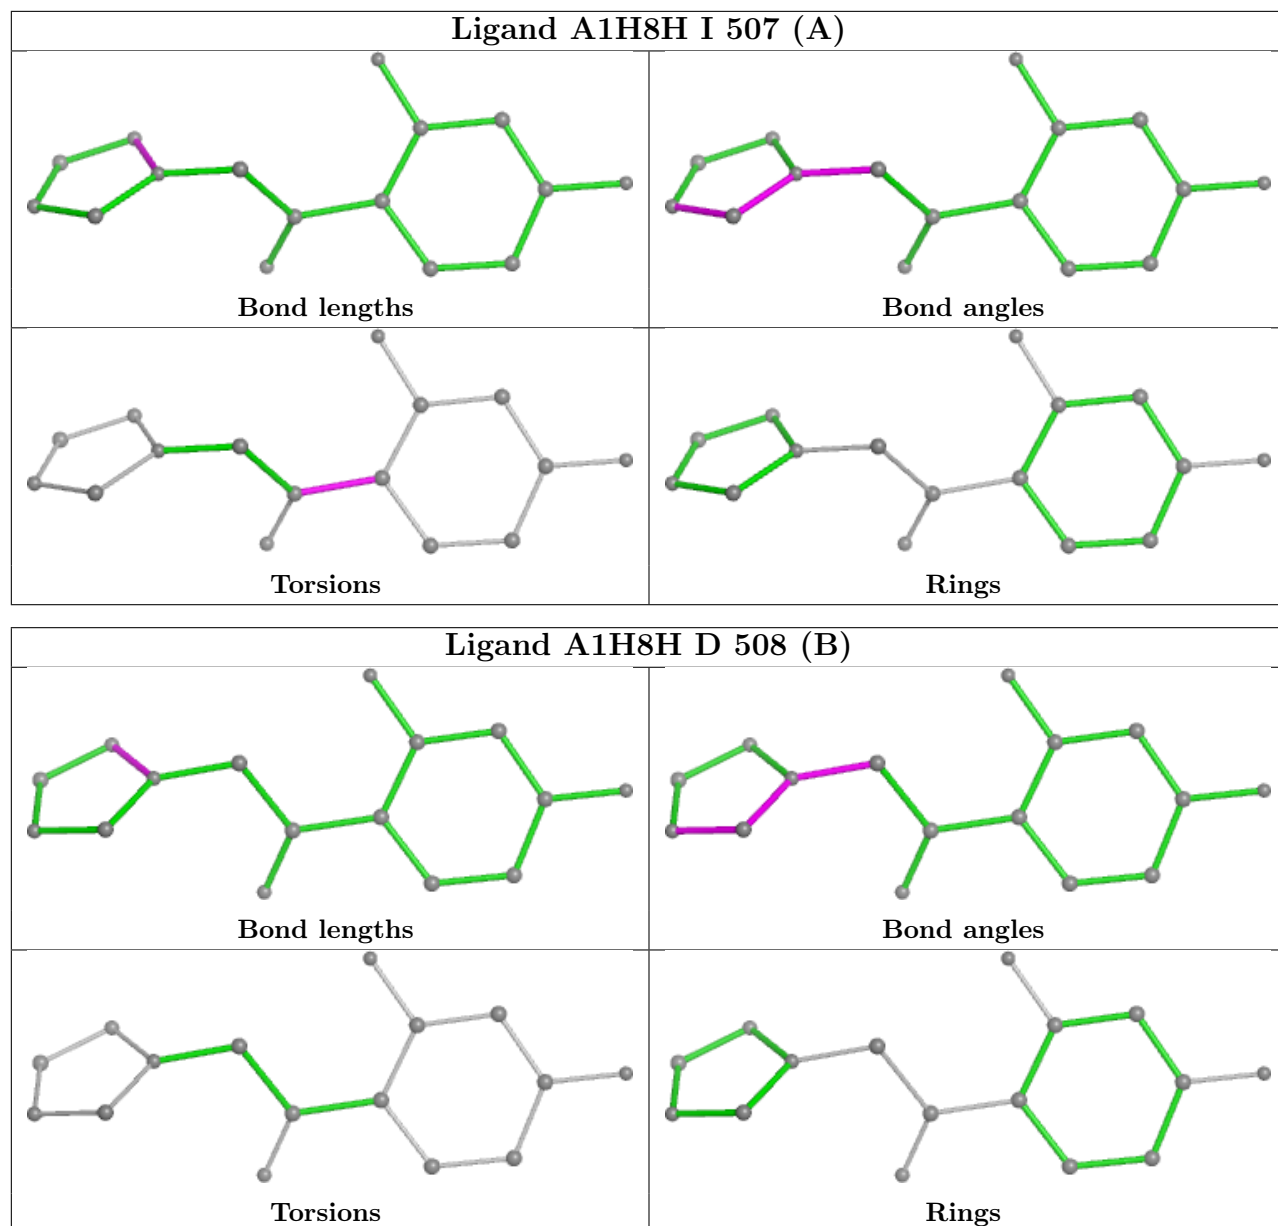 Ligand A1H8H I 507 (A)
Bond lengths
Bond angles
Torsions
Rings
Ligand A1H8H D 508 (B)
Bond lengths
Bond angles
Torsions
Rings